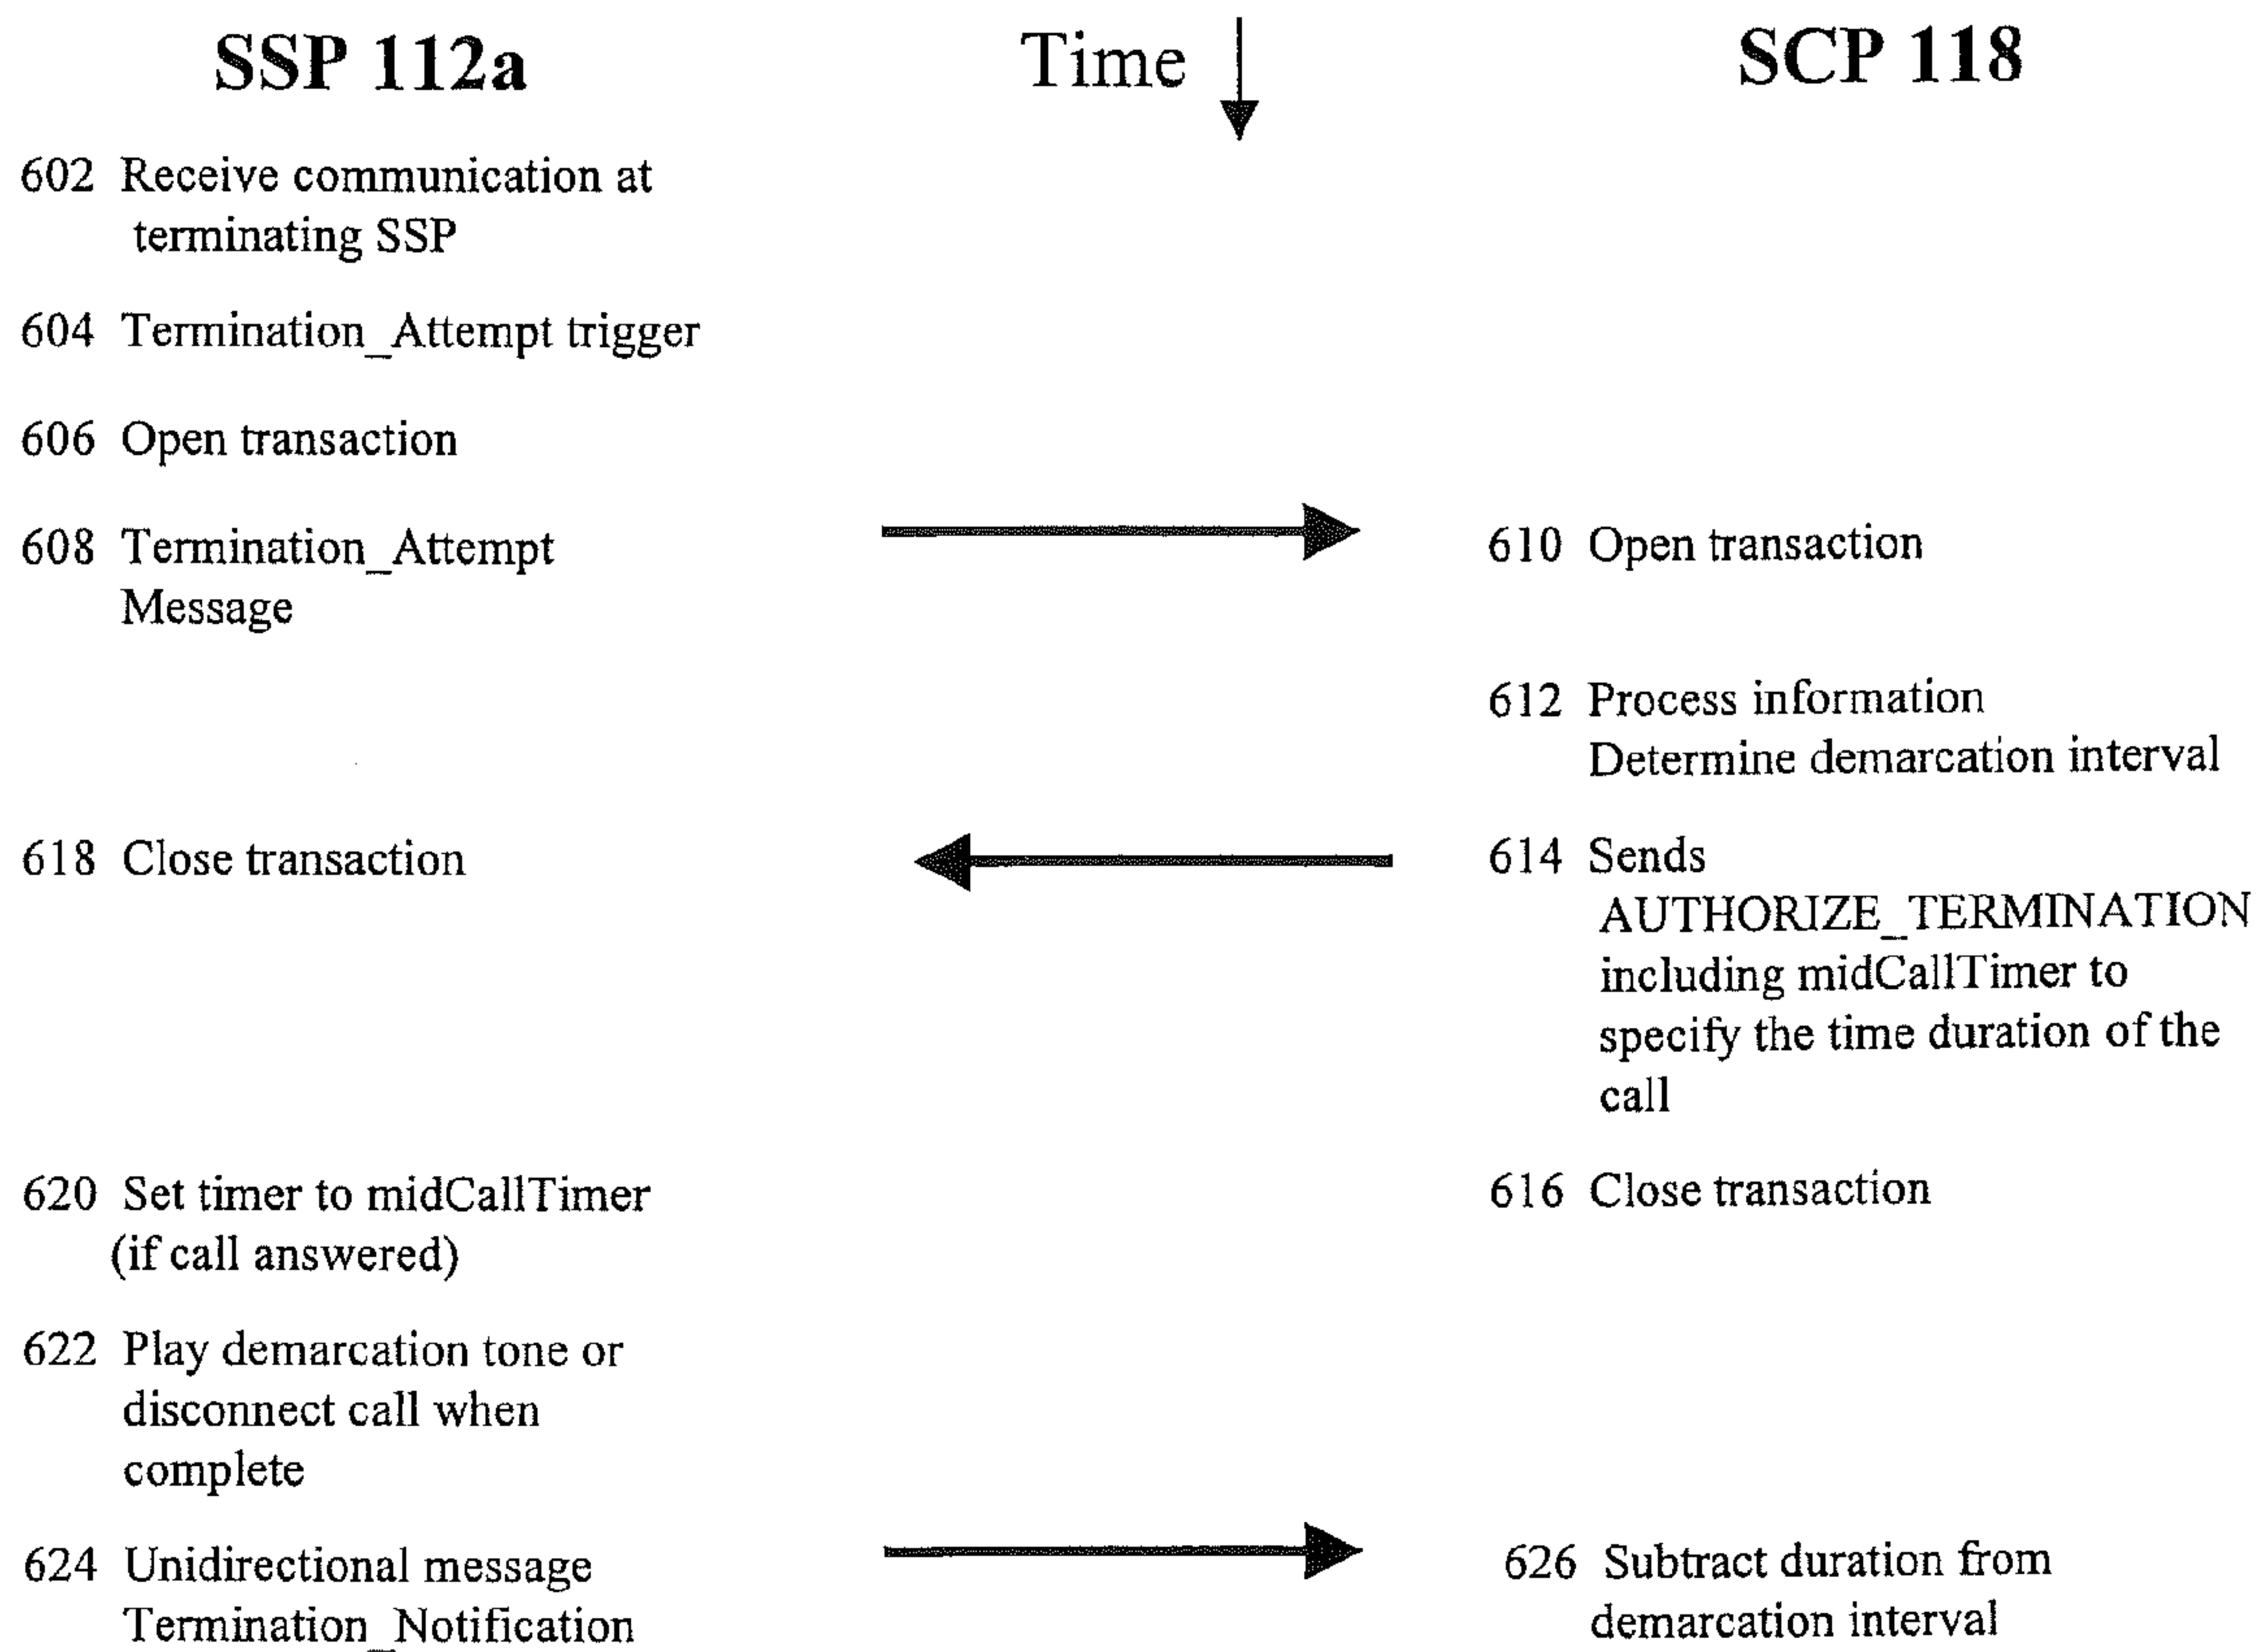 SSP 112a
Time
SCP 118
602 Receive communication at
terminating SSP
604 Termination_Attempt trigger
606 Open transaction
608 Termination_Attempt
Message
610 Open transaction
612 Process information
Determine demarcation interval
618 Close transaction
614 Sends
AUTHORIZE_TERMINATION
including midCallTimer to
specify the time duration of the
call
620 Set timer to midCallTimer
(if call answered)
616 Close transaction
622 Play demarcation tone or
disconnect call when
complete
624 Unidirectional message
Termination_Notification
626 Subtract duration from
demarcation interval